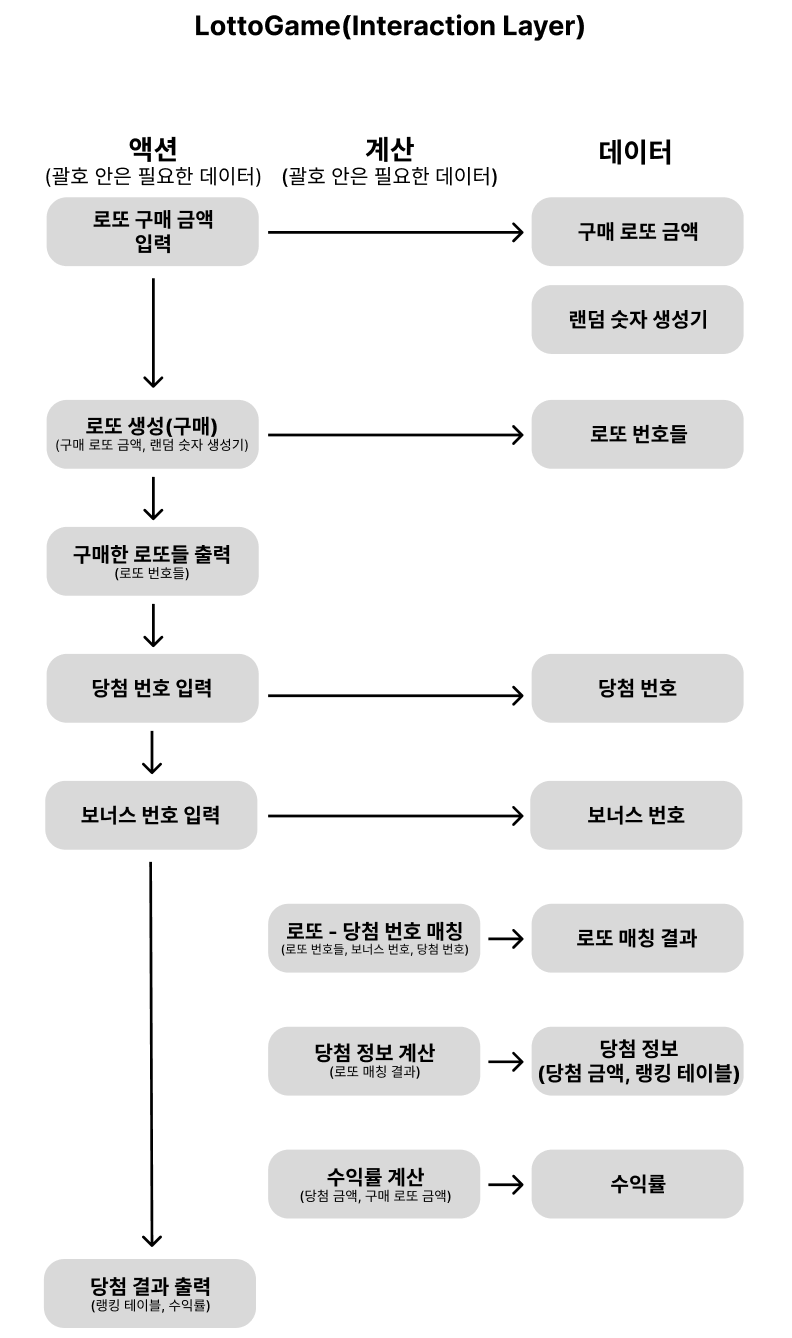 LottoGame(Interaction Layer)
액션
(괄호 안은 필요한 데이터)
계산
(괄호 안은 필요한 데이터)
데이터
로또 구매 금액
입력
구매 로또 금액
랜덤 숫자 생성기
로또 생성(구매)
(구매 로또 금액, 랜덤 숫자 생성기)
로또 번호들
구매한 로또들 출력
(로또 번호들)
당첨 번호 입력
당첨 번호
보너스 번호 입력
보너스 번호
로또 - 당첨 번호 매칭
(로또 번호들, 보너스 번호, 당첨 번호)
로또 매칭 결과
당첨 정보 계산
(로또 매칭 결과)
당첨 정보
(당첨 금액, 랭킹 테이블)
수익률 계산
(당첨 금액, 구매 로또 금액)
수익률
당첨 결과 출력
(랭킹 테이블, 수익률)